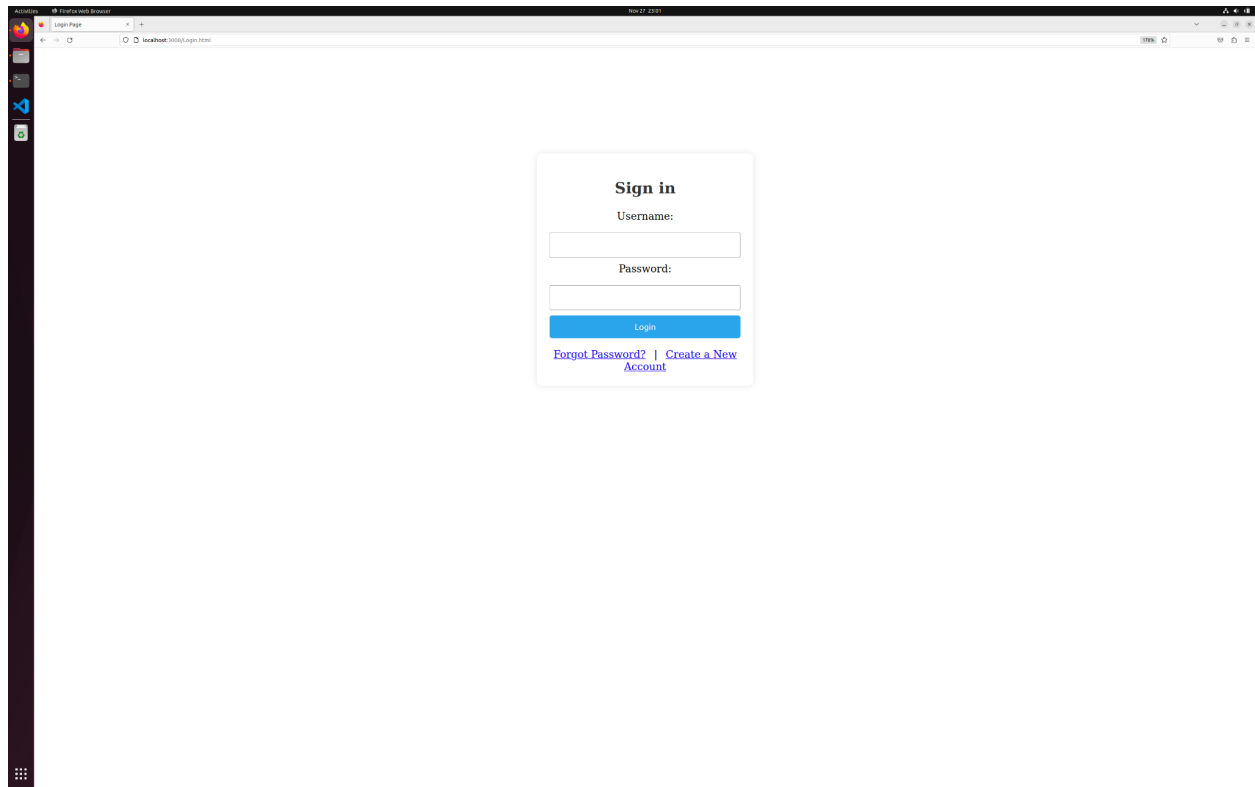 Activities Firefox Web Browser Nov 27 23:01
Login Page
localhost:3000/Login.html 170%
Sign in
Username:
Password:
Login
Forgot Password? | Create a New
Account